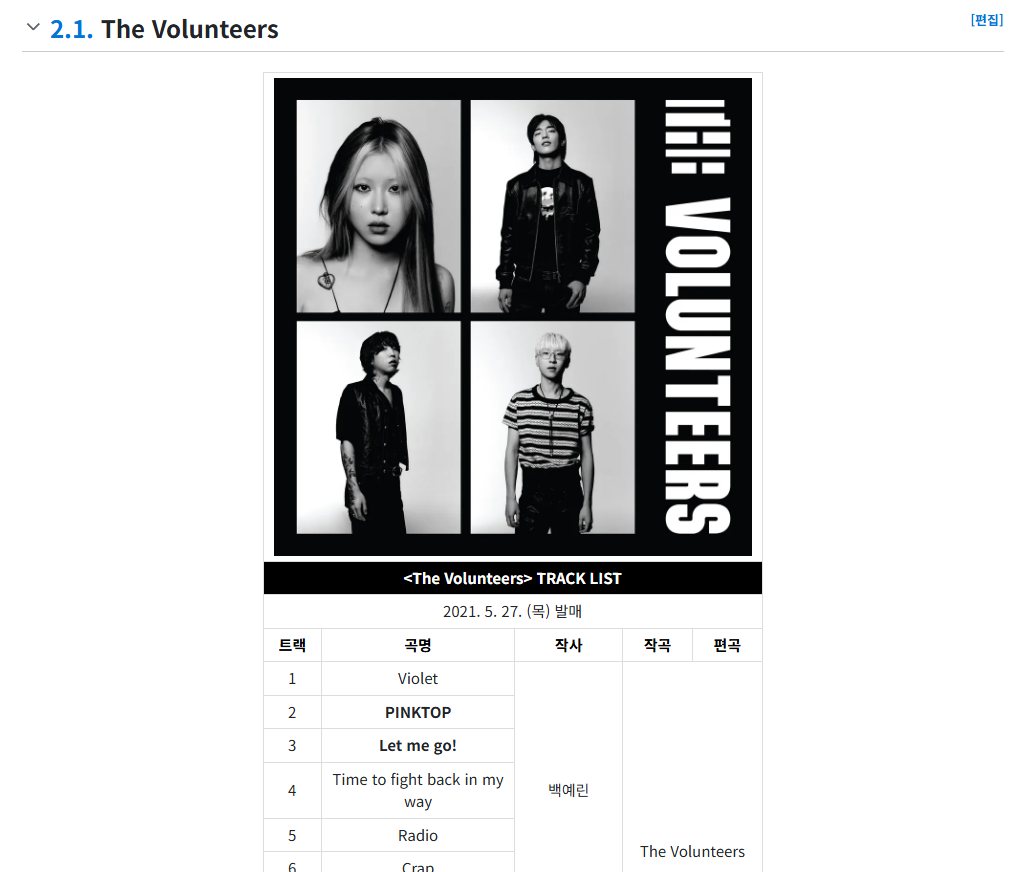 2.1. The Volunteers
[편집]
THE VOLUNTEERS
<The Volunteers> TRACK LIST
2021. 5. 27. (목) 발매
트랙 곡명 작사 작곡 편곡
1 Violet
2 PINKTOP
3 Let me go!
4 Time to fight back in my
way
백예린
5 Radio
The Volunteers
6 Crap